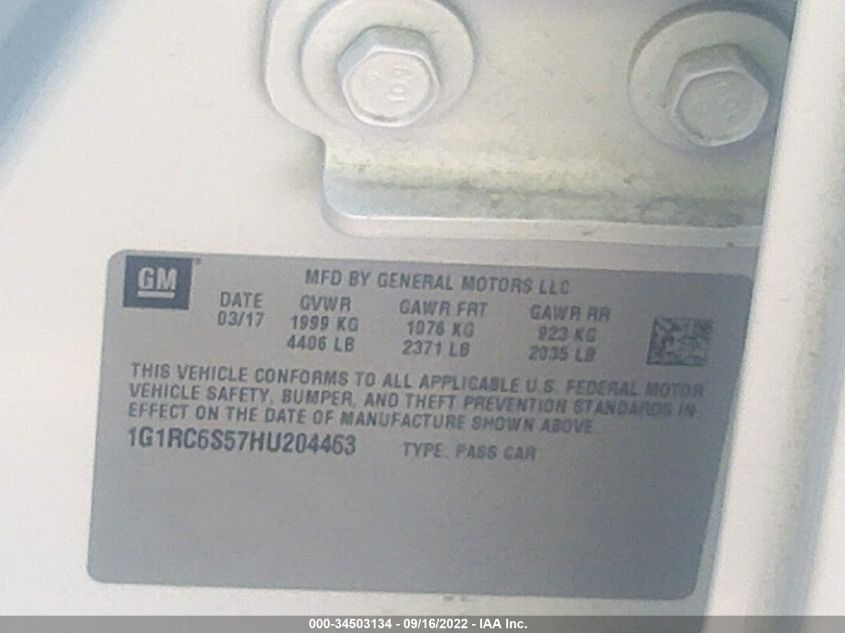 GM®
MFD BY GENERAL MOTORS LLC
DATE GVWR GAWR FRT GAWR RR
03/17 1999 KG 1076 KG 923 KG
4406 LB 2371 LB 2035 LB
THIS VEHICLE CONFORMS TO ALL APPLICABLE U.S. FEDERAL MOTOR
VEHICLE SAFETY, BUMPER, AND THEFT PREVENTION STANDARDS IN
EFFECT ON THE DATE OF MANUFACTURE SHOWN ABOVE.
1G1RC6S57HU204463 TYPE: PASS CAR
000-34503134 - 09/16/2022 - IAA Inc.